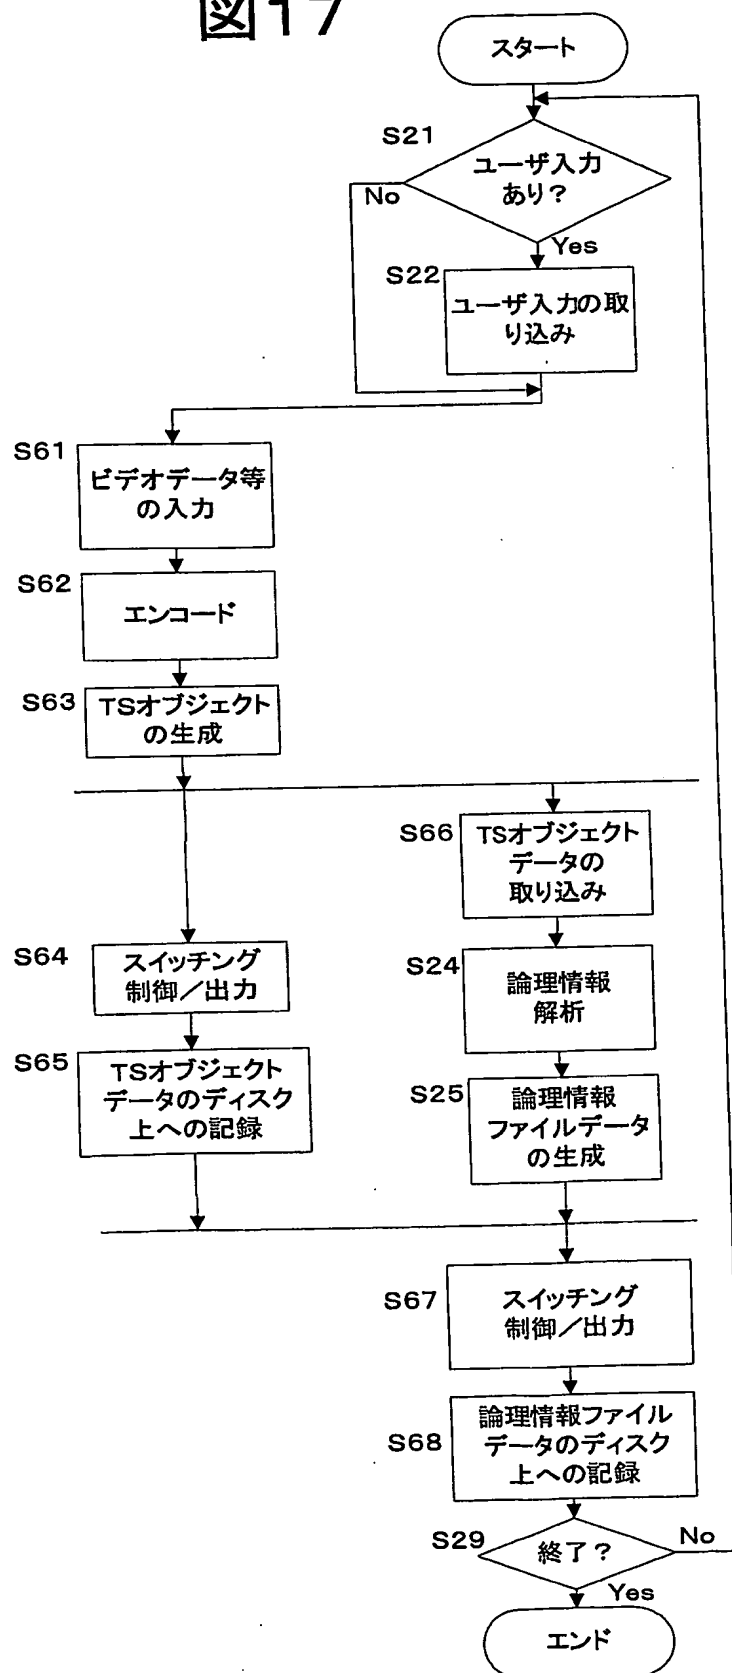 図17
スタート
S21
ユーザ入力
あり?
No
Yes
S22
ユーザ入力の取
り込み
S61
ビデオデータ等
の入力
S62
エンコード
S63
TSオブジェクト
の生成
S66
TSオブジェクト
データの
取り込み
S64
スイッチング
制御/出力
S24
論理情報
解析
S65
TSオブジェクト
データのディスク
上への記録
S25
論理情報
ファイルデータ
の生成
S67
スイッチング
制御/出力
S68
論理情報ファイル
データのディスク
上への記録
S29
終了?
No
Yes
エンド